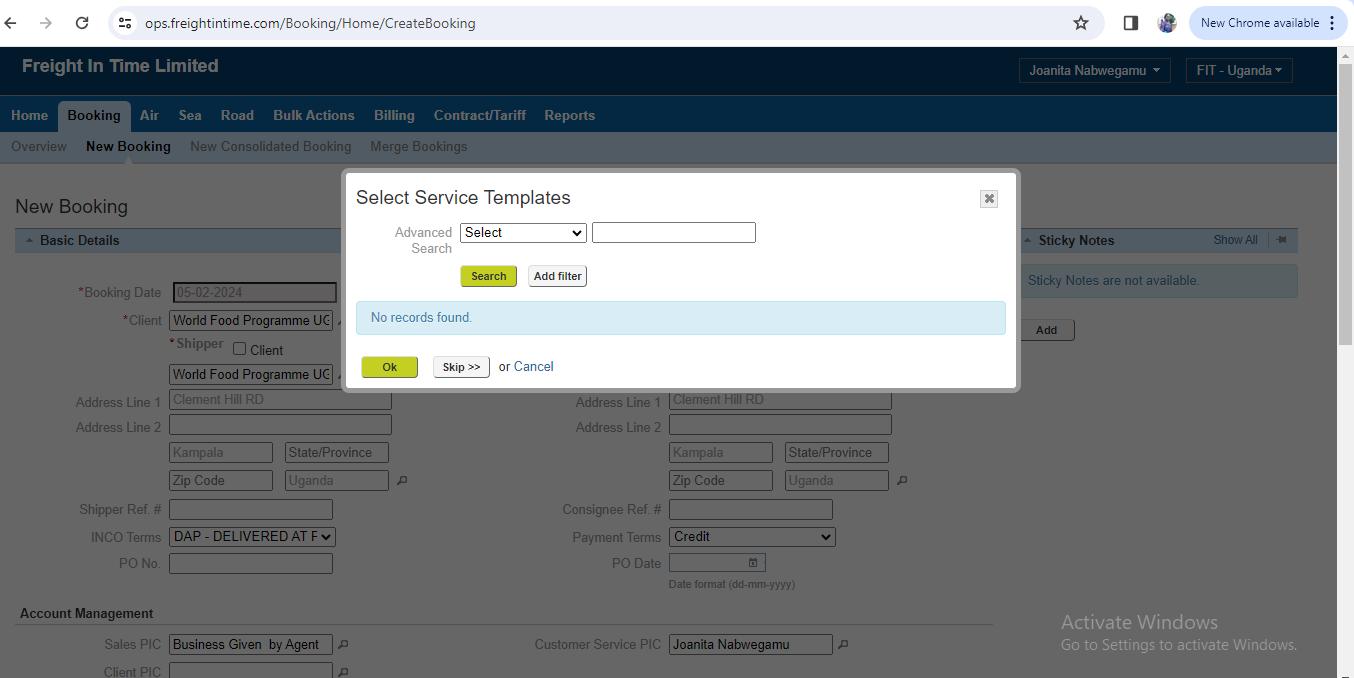 ops.freightintime.com/Booking/Home/CreateBooking
New Chrome available
Freight In Time Limited
Joanita Nabwegamu
FIT - Uganda
Home Booking Air Sea Road Bulk Actions Billing Contract/Tariff Reports
Overview New Booking New Consolidated Booking Merge Bookings
Select Service Templates
Advanced Search Select
Search Add filter
No records found.
Ok Skip >> or Cancel
New Booking
Basic Details
*Booking Date 05-02-2024
*Client World Food Programme UG
*Shipper Client
World Food Programme UG
Address Line 1 Clement Hill RD
Address Line 2
Kampala State/Province
Zip Code Uganda
Shipper Ref. #
INCO Terms DAP - DELIVERED AT P
PO No.
Address Line 1 Clement Hill RD
Address Line 2
Kampala State/Province
Zip Code Uganda
Consignee Ref. #
Payment Terms Credit
PO Date
Date format (dd-mm-yyyy)
Sticky Notes Show All
Sticky Notes are not available.
Add
Account Management
Sales PIC Business Given by Agent
Customer Service PIC Joanita Nabwegamu
Client PIC
Activate Windows
Go to Settings to activate Windows.